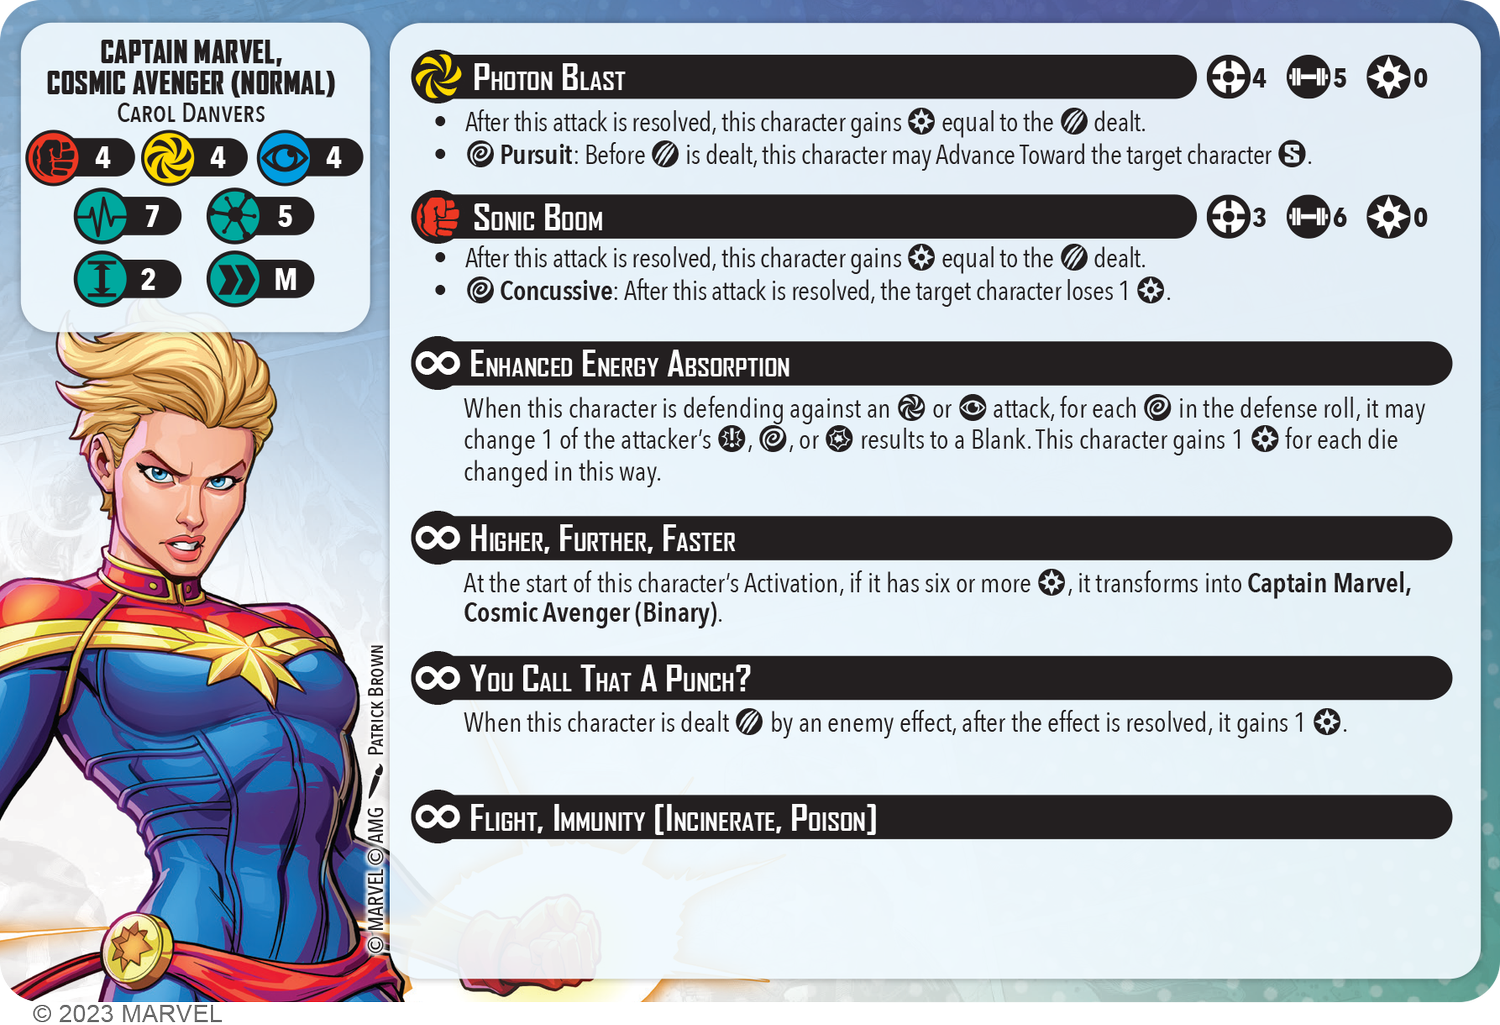 CAPTAIN MARVEL,
COSMIC AVENGER (NORMAL)
CAROL DANVERS
4 4 4
7 5
2 M
PHOTON BLAST 4 5 0
• After this attack is resolved, this character gains equal to the dealt.
• Pursuit: Before is dealt, this character may Advance Toward the target character S.
SONIC BOOM 3 6 0
• After this attack is resolved, this character gains equal to the dealt.
• Concussive: After this attack is resolved, the target character loses 1 .
ENHANCED ENERGY ABSORPTION
When this character is defending against an or attack, for each in the defense roll, it may
change 1 of the attacker's , , or results to a Blank. This character gains 1 for each die
changed in this way.
HIGHER, FURTHER, FASTER
At the start of this character's Activation, if it has six or more , it transforms into Captain Marvel,
Cosmic Avenger (Binary).
YOU CALL THAT A PUNCH?
When this character is dealt by an enemy effect, after the effect is resolved, it gains 1 .
FLIGHT, IMMUNITY [INCINERATE, POISON]
© MARVEL © AMG PATRICK BROWN
© 2023 MARVEL